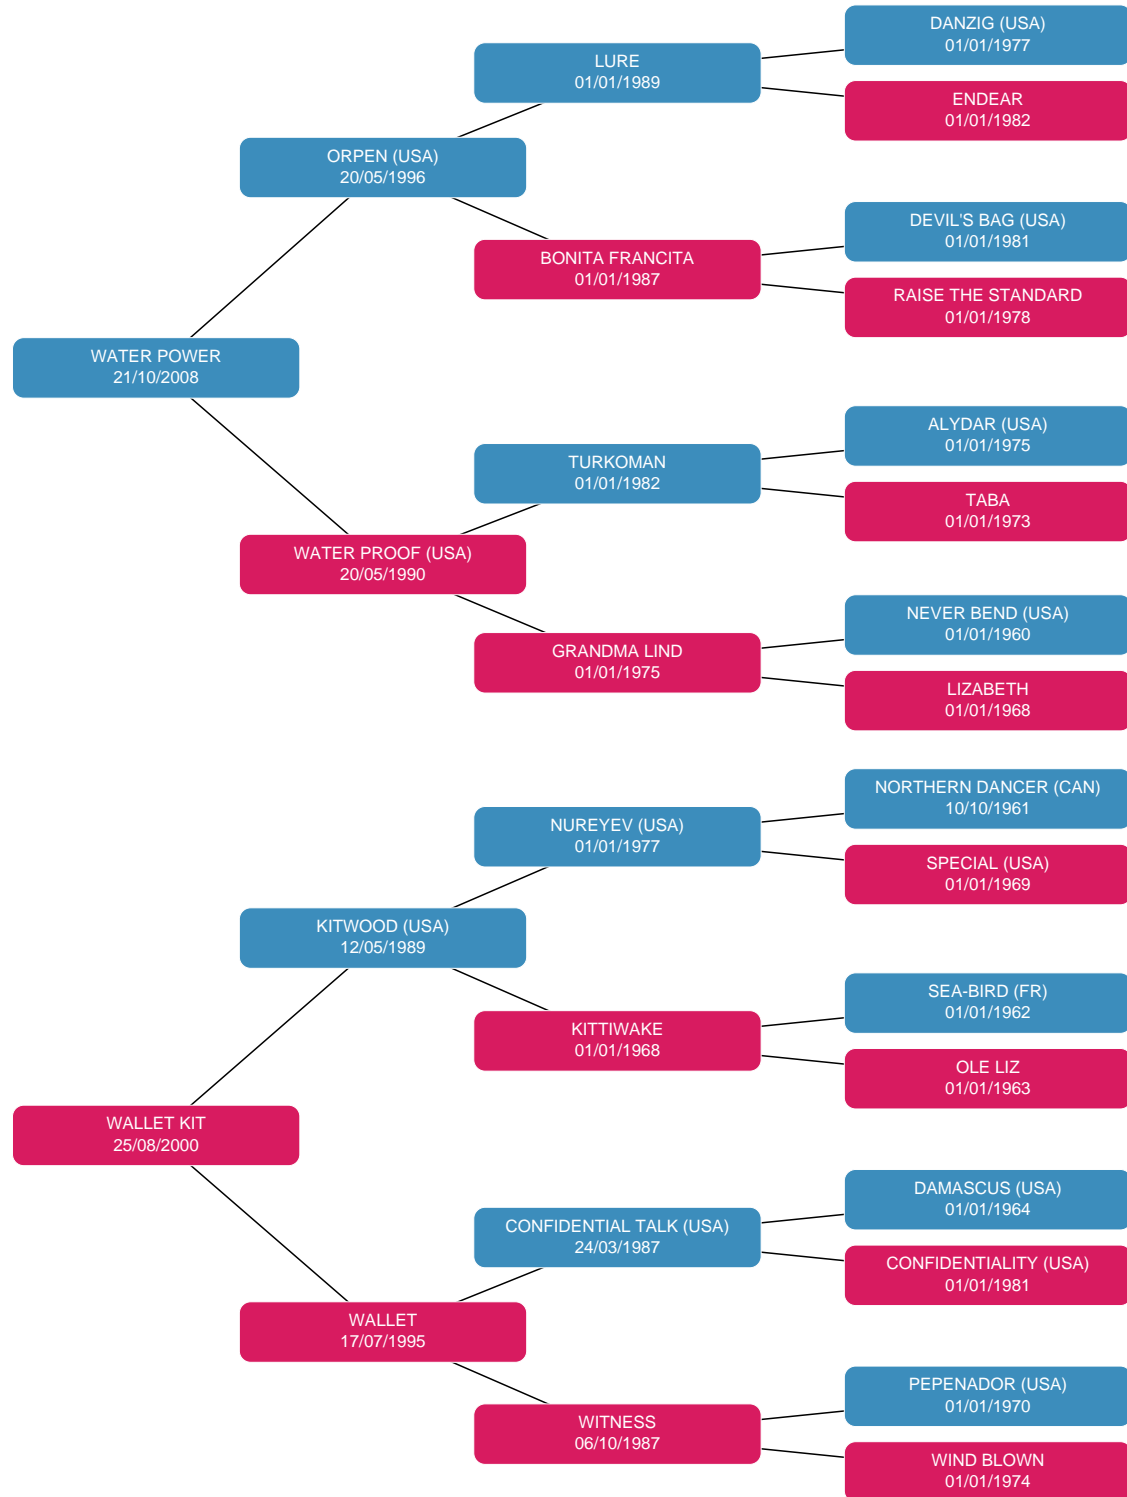 DANZIG (USA)
01/01/1977
LURE
01/01/1989
ENDEAR
01/01/1982
ORPEN (USA)
20/05/1996
DEVIL'S BAG (USA)
01/01/1981
BONITA FRANCITA
01/01/1987
RAISE THE STANDARD
01/01/1978
WATER POWER
21/10/2008
ALYDAR (USA)
01/01/1975
TURKOMAN
01/01/1982
TABA
01/01/1973
WATER PROOF (USA)
20/05/1990
NEVER BEND (USA)
01/01/1960
GRANDMA LIND
01/01/1975
LIZABETH
01/01/1968
NORTHERN DANCER (CAN)
10/10/1961
NUREYEV (USA)
01/01/1977
SPECIAL (USA)
01/01/1969
KITWOOD (USA)
12/05/1989
SEA-BIRD (FR)
01/01/1962
KITTIWAKE
01/01/1968
OLE LIZ
01/01/1963
WALLET KIT
25/08/2000
DAMASCUS (USA)
01/01/1964
CONFIDENTIAL TALK (USA)
24/03/1987
CONFIDENTIALITY (USA)
01/01/1981
WALLET
17/07/1995
PEPENADOR (USA)
01/01/1970
WITNESS
06/10/1987
WIND BLOWN
01/01/1974